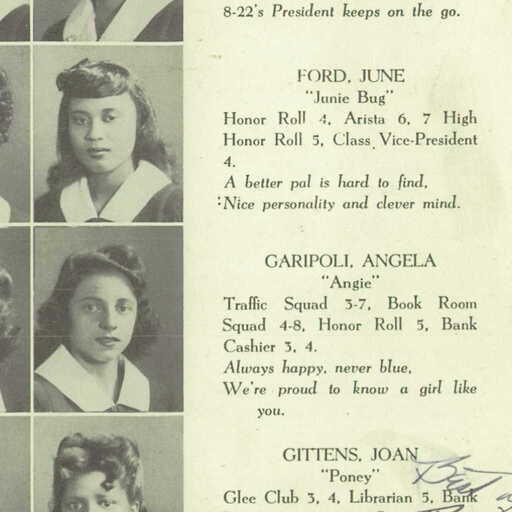 8-22's President keeps on the go.
FORD, JUNE
"Junie Bug"
Honor Roll 4, Arista 6, 7 High
Honor Roll 5, Class Vice-President
4.
A better pal is hard to find,
Nice personality and clever mind.
GARIPOLI, ANGELA
"Angie"
Traffic Squad 3-7, Book Room
Squad 4-8, Honor Roll 5, Bank
Cashier 3, 4.
Always happy, never blue,
We're proud to know a girl like
you.
GITTENS, JOAN
"Poney"
Glee Club 3, 4, Librarian 5, Bank